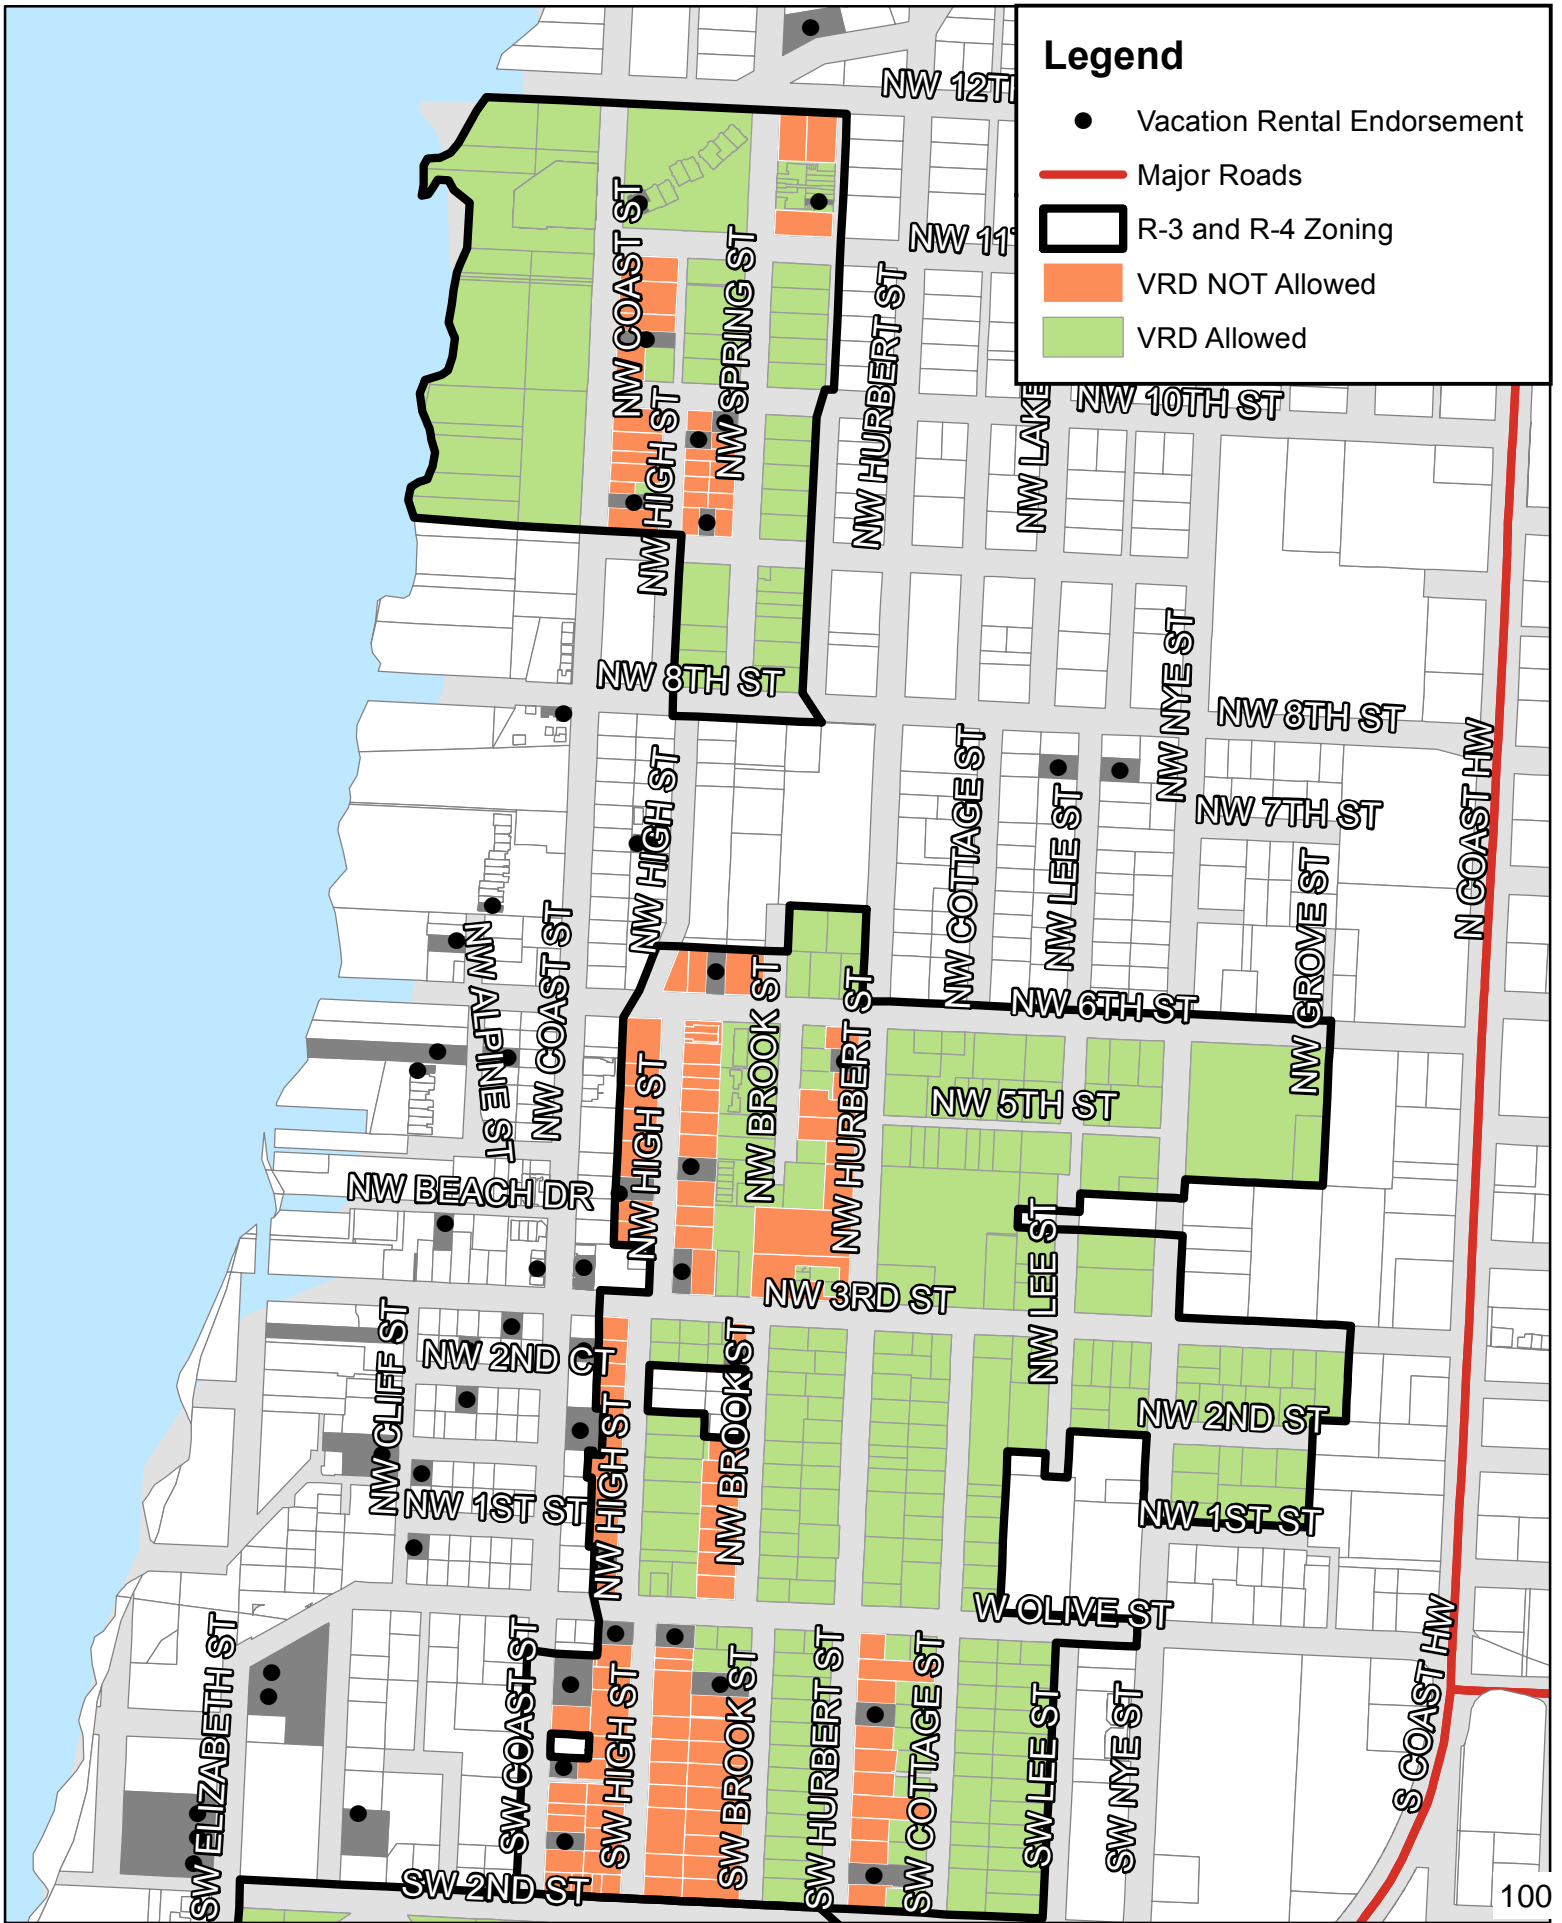 Legend
Vacation Rental Endorsement
Major Roads
R-3 and R-4 Zoning
VRD NOT Allowed
VRD Allowed
NW 12TH
NW 11T
NW COAST ST
NW SPRING ST
NW HURBERT ST
NW LAKE
NW 10TH ST
NW HIGH ST
NW 8TH ST
NW NYE ST
NW 8TH ST
N COAST HW
NW HIGH ST
NW COTTAGE ST
NW LEE ST
NW 7TH ST
NW GROVE ST
NW ALPINE ST
NW COAST ST
NW BROOK ST
NW HURBERT ST
NW 6TH ST
NW HIGH ST
NW 5TH ST
NW BEACH DR
NW LEE ST
NW 3RD ST
NW CLIFF ST
NW 2ND CT
NW BROOK ST
NW HIGH ST
NW 2ND ST
NW 1ST ST
NW 1ST ST
W OLIVE ST
SW ELIZABETH ST
SW COAST ST
SW HIGH ST
SW BROOK ST
SW HURBERT ST
SW COTTAGE ST
SW LEE ST
SW NYE ST
S COAST HW
SW 2ND ST
100